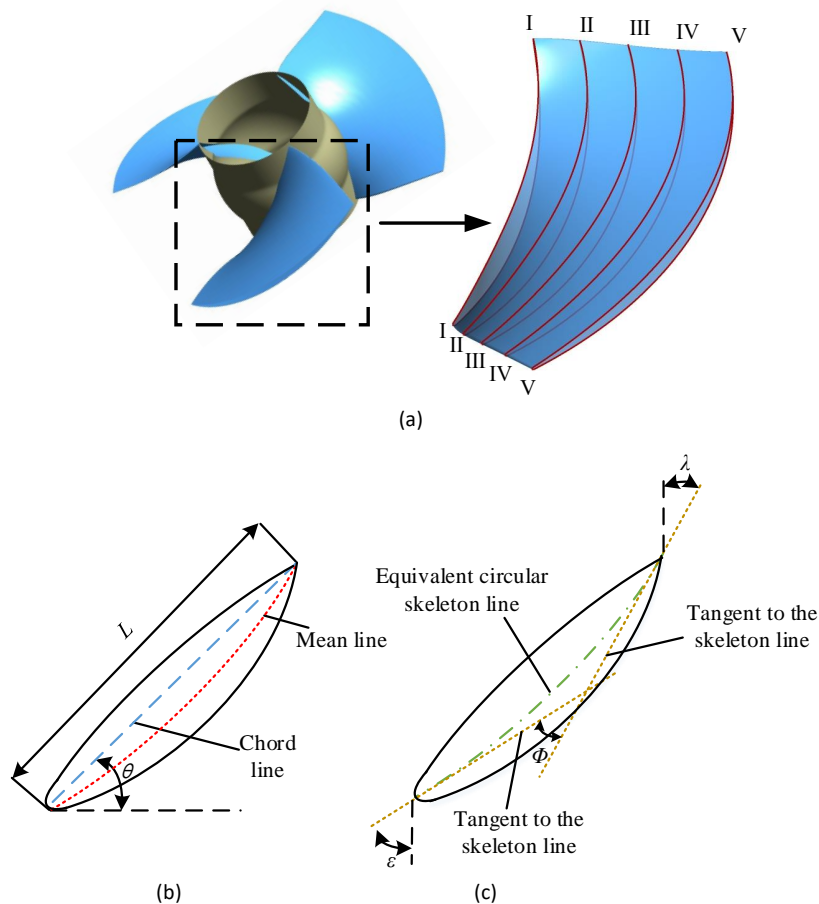 I
II
III
IV
V
I
II
III
IV
V
(a)
L
Mean line
Chord
line
θ
(b)
λ
Equivalent circular
skeleton line
Tangent to the
skeleton line
Φ
Tangent to the
skeleton line
ε
(c)